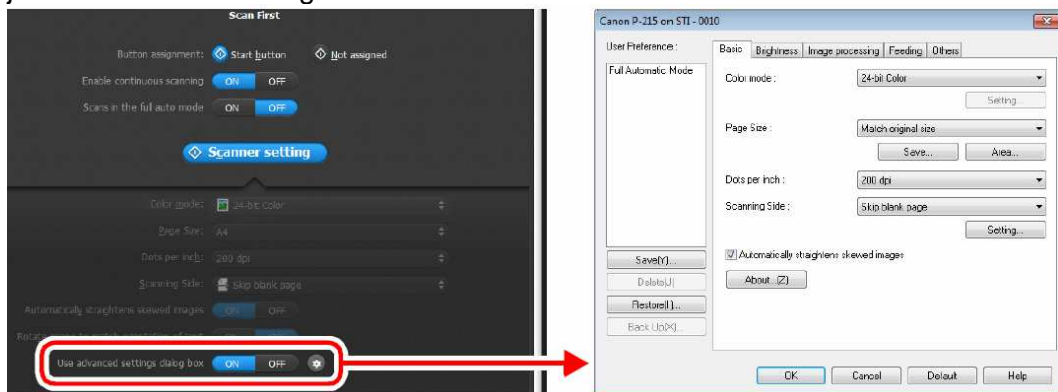 Scan First
Button assignment: Start button Not assigned
Enable continuous scanning ON OFF
Scans in the full auto mode ON OFF
Scanner setting
Color mode: 24-bit Color
Page Size: A4
Dots per inch: 200 dpi
Scanning Side: Skip blank page
Automatically straightens skewed images ON OFF
Use advanced settings dialog box ON OFF
Canon P-215 on STI - 0010
User Preference :
Full Automatic Mode
Save(Y)...
Delete(J)
Restore(I)...
Back Up(X)...
Basic Brightness Image processing Feeding Others
Color mode : 24-bit Color
Setting...
Page Size : Match original size
Save... Area...
Dots per inch : 200 dpi
Scanning Side : Skip blank page
Setting...
Automatically straightens skewed images
About...(Z)
OK Cancel Default Help